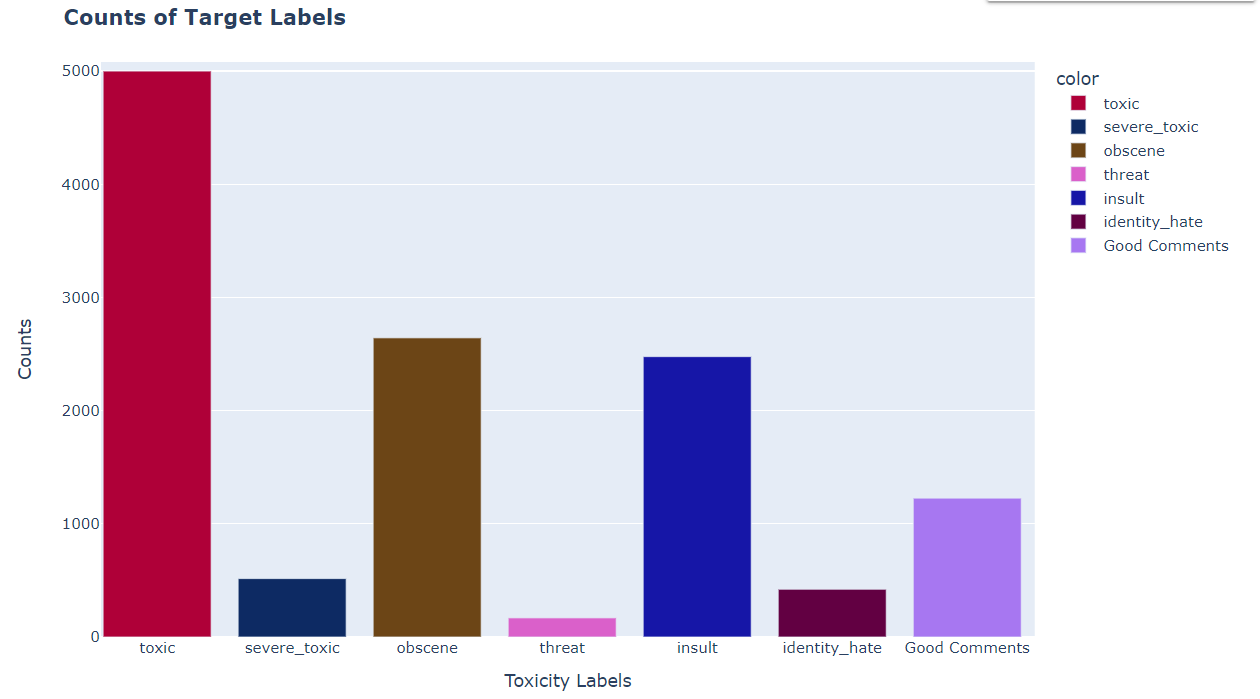 Counts of Target Labels
5000
4000
3000
2000
1000
0
Counts
toxic severe_toxic obscene threat insult identity_hate Good Comments
Toxicity Labels
color
toxic
severe_toxic
obscene
threat
insult
identity_hate
Good Comments